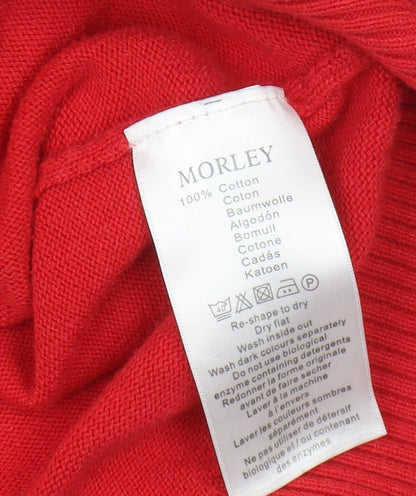 MORLEY
100% Cotton
Coton
Baumwolle
Algodón
Bomull
Cotone
Cadás
Katoen
40°
P
Re-shape to dry
Dry flat
Wash inside out
Wash dark colours separately
Do not use biological
enzyme containing detergents
Redonner la forme originale
avant de faire secher
Laver à la machine
à l'envers
Laver les couleurs sombres
séparément
Ne pas utiliser de détersif
biologique et / ou contenant
des enzymes